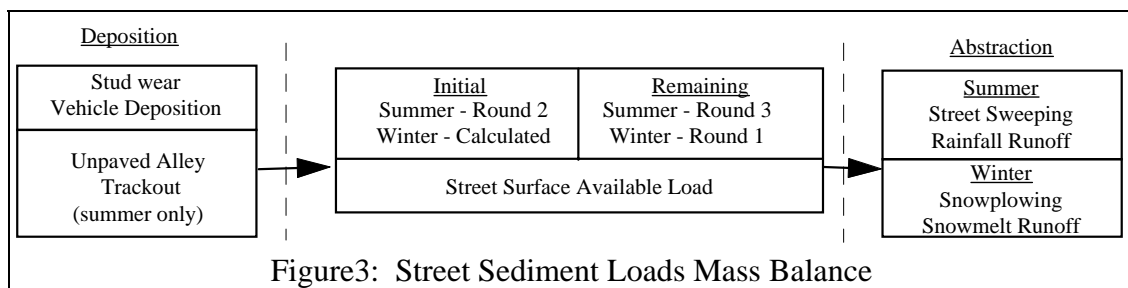 Deposition
Stud wear
Vehicle Deposition
Unpaved Alley
Trackout
(summer only)
Initial
Summer - Round 2
Winter - Calculated
Remaining
Summer - Round 3
Winter - Round 1
Street Surface Available Load
Abstraction
Summer
Street Sweeping
Rainfall Runoff
Winter
Snowplowing
Snowmelt Runoff
Figure3:  Street Sediment Loads Mass Balance